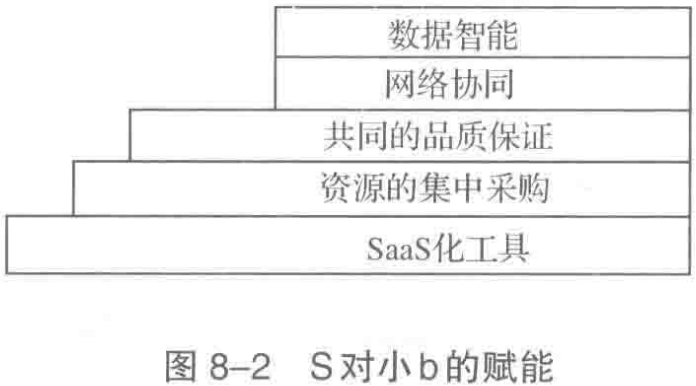 数据智能
网络协同
共同的品质保证
资源的集中采购
SaaS化工具
图 8-2 S对小b的赋能